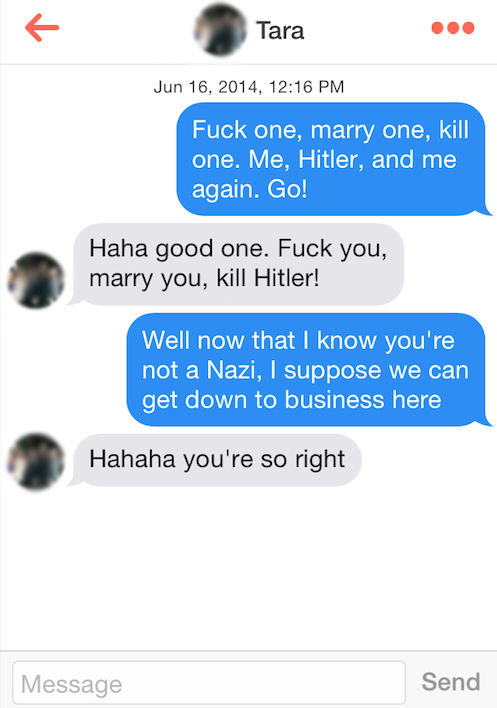 Tara
Jun 16, 2014, 12:16 PM
Fuck one, marry one, kill
one. Me, Hitler, and me
again. Go!
Haha good one. Fuck you,
marry you, kill Hitler!
Well now that I know you're
not a Nazi, I suppose we can
get down to business here
Hahaha you're so right
Message
Send